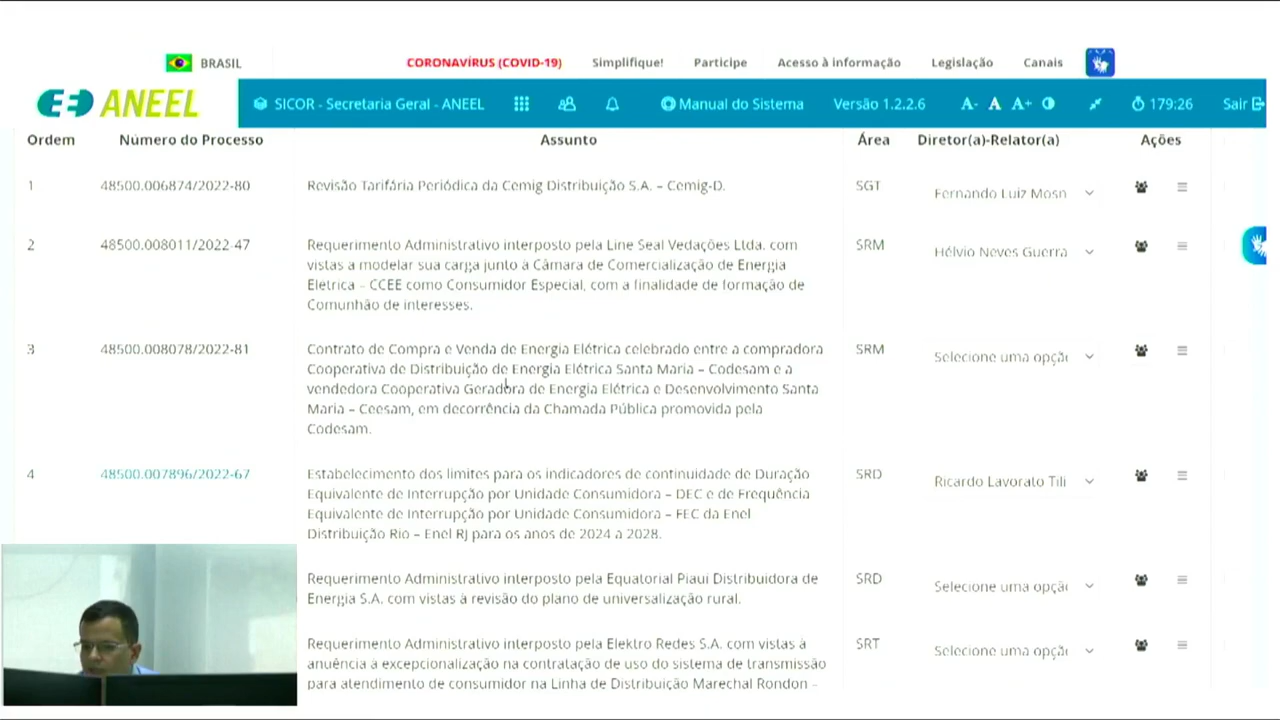 BRASIL
CORONAVÍRUS (COVID-19)
Simplifique!
Participe
Acesso à informação
Legislação
Canais
ANEEL
SICOR - Secretaria Geral - ANEEL
Manual do Sistema
Versão 1.2.2.6
A-
A
A+
179:26
Sair
Ordem
Número do Processo
Assunto
Área
Diretor(a)-Relator(a)
Ações
1
48500.006874/2022-80
Revisão Tarifária Periódica da Cemig Distribuição S.A. – Cemig-D.
SGT
Fernando Luiz Mosn
2
48500.008011/2022-47
Requerimento Administrativo interposto pela Line Seal Vedações Ltda. com
vistas a modelar sua carga junto à Câmara de Comercialização de Energia
Elétrica – CCEE como Consumidor Especial, com a finalidade de formação de
Comunhão de interesses.
SRM
Hélvio Neves Guerra
3
48500.008078/2022-81
Contrato de Compra e Venda de Energia Elétrica celebrado entre a compradora
Cooperativa de Distribuição de Energia Elétrica Santa Maria – Codesam e a
vendedora Cooperativa Geradora de Energia Elétrica e Desenvolvimento Santa
Maria – Ceesam, em decorrência da Chamada Pública promovida pela
Codesam.
SRM
Selecione uma opçã
4
48500.007896/2022-67
Estabelecimento dos limites para os indicadores de continuidade de Duração
Equivalente de Interrupção por Unidade Consumidora – DEC e de Frequência
Equivalente de Interrupção por Unidade Consumidora – FEC da Enel
Distribuição Rio – Enel RJ para os anos de 2024 a 2028.
SRD
Ricardo Lavorato Tili
Requerimento Administrativo interposto pela Equatorial Piauí Distribuidora de
Energia S.A. com vistas à revisão do plano de universalização rural.
SRD
Selecione uma opçã
Requerimento Administrativo interposto pela Elektro Redes S.A. com vistas à
anuência à excepcionalização na contratação de uso do sistema de transmissão
para atendimento de consumidor na Linha de Distribuição Marechal Rondon –
SRT
Selecione uma opçã